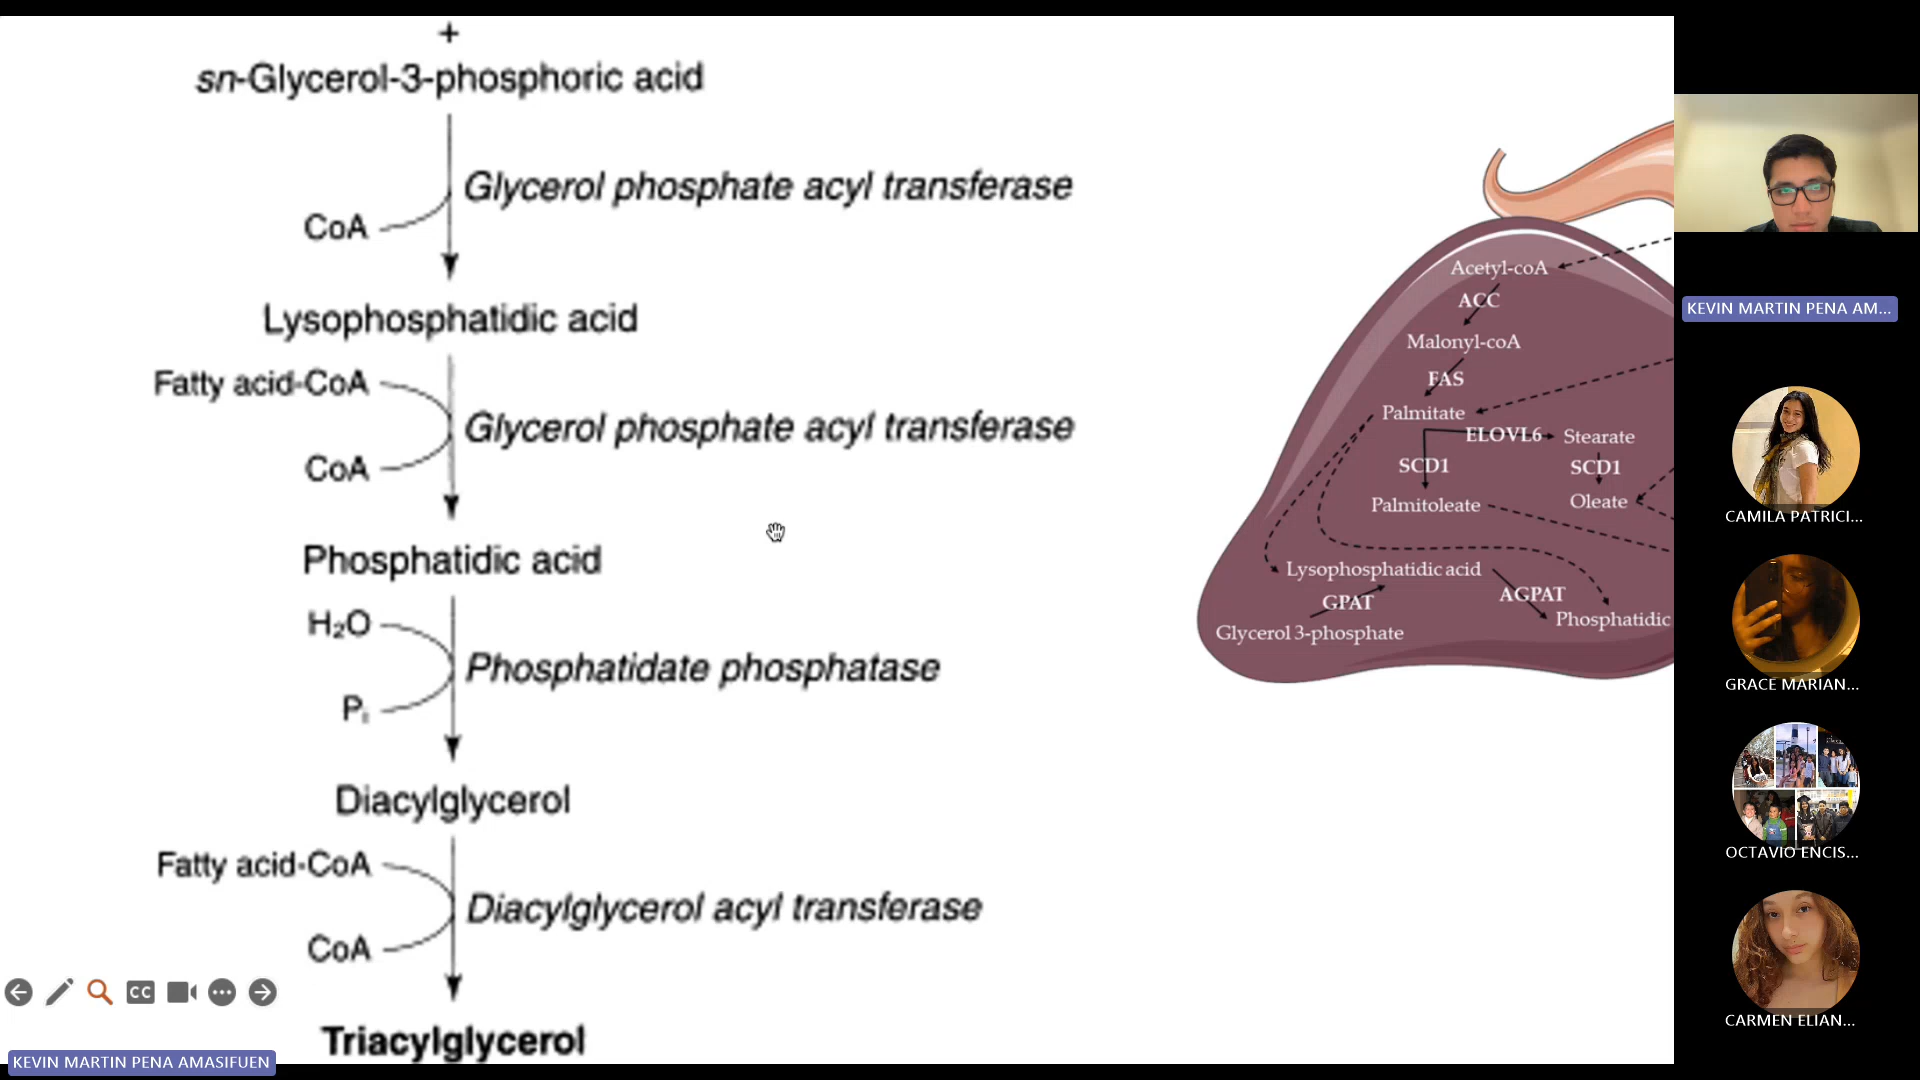 +
sn-Glycerol-3-phosphoric acid
Glycerol phosphate acyl transferase
CoA
Lysophosphatidic acid
Fatty acid-CoA
Glycerol phosphate acyl transferase
CoA
Phosphatidic acid
H₂O
Phosphatidate phosphatase
Pᵢ
Diacylglycerol
Fatty acid-CoA
Diacylglycerol acyl transferase
CoA
Triacylglycerol
Acetyl-coA
ACC
Malonyl-coA
FAS
Palmitate
ELOVL6
Stearate
SCD1
SCD1
Palmitoleate
Oleate
Lysophosphatidic acid
GPAT
AGPAT
Glycerol 3-phosphate
Phosphatidic
CC
KEVIN MARTIN PENA AMASIFUEN
KEVIN MARTIN PENA AM...
CAMILA PATRICI...
GRACE MARIAN...
OCTAVIO ENCIS...
CARMEN ELIAN...